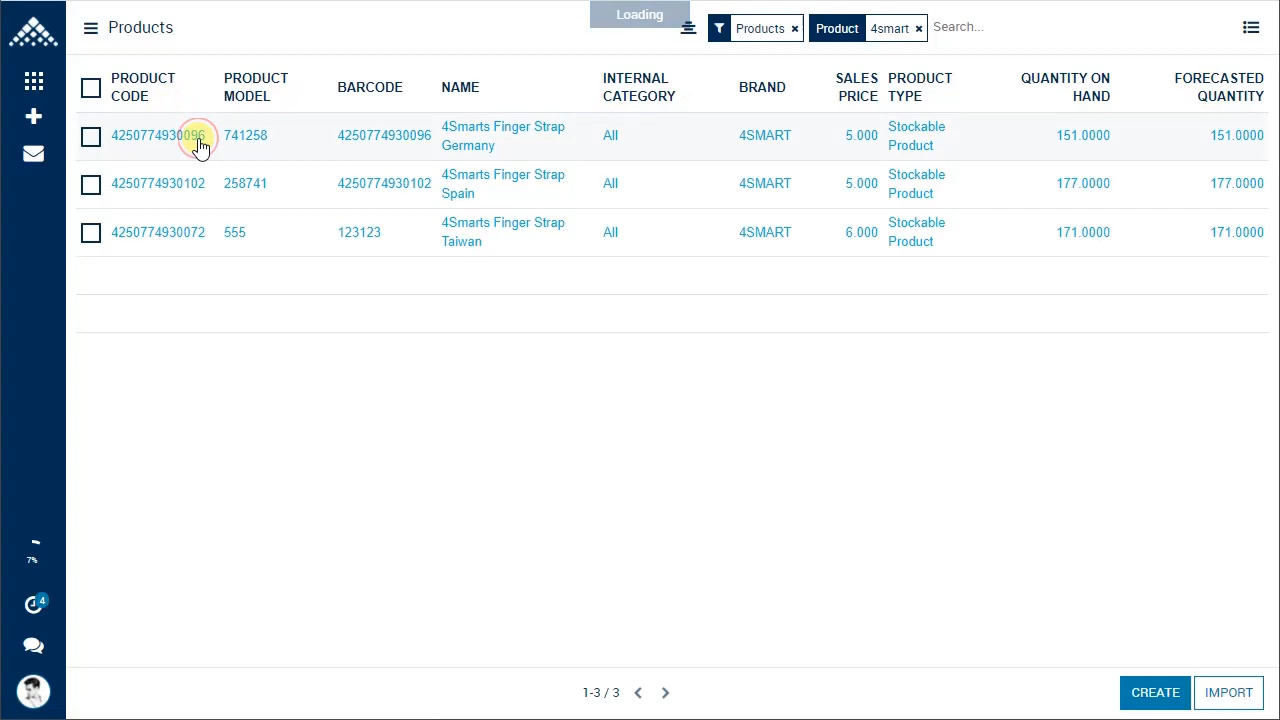 Loading
Products
Products ×
Product 4smart ×
Search...
PRODUCT CODE
PRODUCT MODEL
BARCODE
NAME
INTERNAL CATEGORY
BRAND
SALES PRICE
PRODUCT TYPE
QUANTITY ON HAND
FORECASTED QUANTITY
4250774930096 741258 4250774930096 4Smarts Finger Strap Germany All 4SMART 5.000 Stockable Product 151.0000 151.0000
4250774930102 258741 4250774930102 4Smarts Finger Strap Spain All 4SMART 5.000 Stockable Product 177.0000 177.0000
4250774930072 555 123123 4Smarts Finger Strap Taiwan All 4SMART 6.000 Stockable Product 171.0000 171.0000
7%
4
1-3 / 3
CREATE
IMPORT